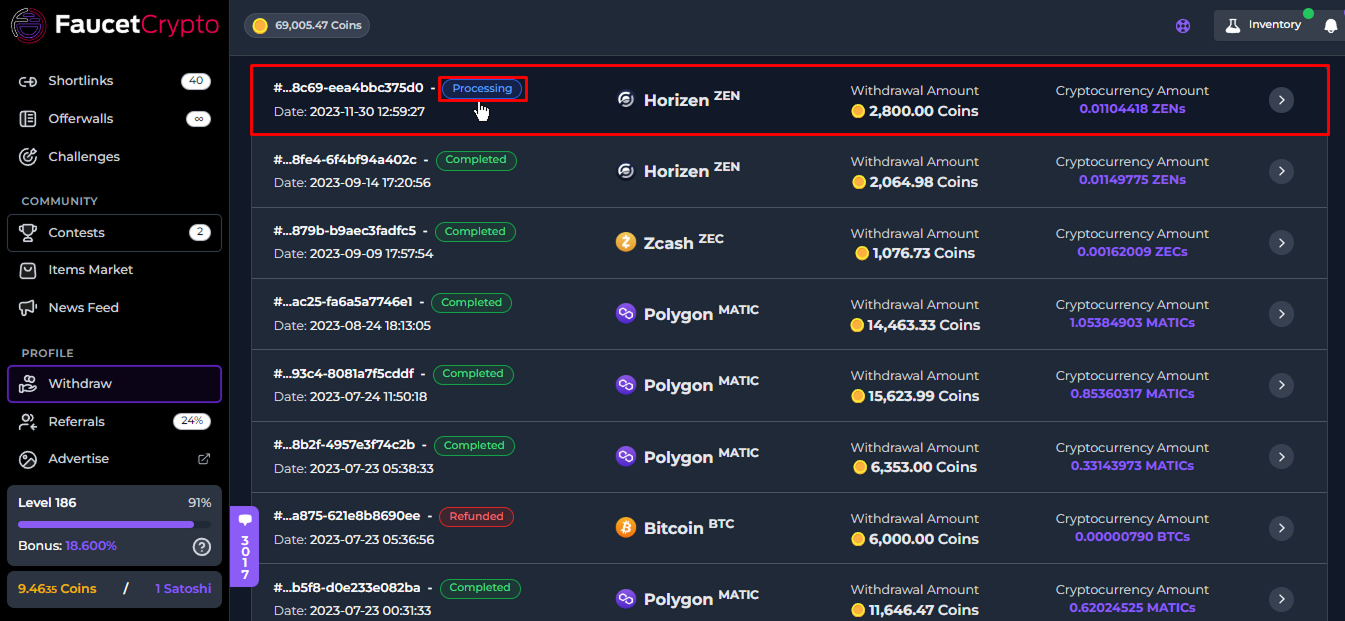 FaucetCrypto
69,005.47 Coins
Inventory
Shortlinks 40
Offerwalls ∞
Challenges
COMMUNITY
Contests 2
Items Market
News Feed
PROFILE
Withdraw
Referrals 24%
Advertise
Level 186 91%
Bonus: 18.600% ?
9.4635 Coins / 1 Satoshi
3017
#...8c69-eea4bbc375d0 - Processing
Date: 2023-11-30 12:59:27
Horizen ZEN
Withdrawal Amount
2,800.00 Coins
Cryptocurrency Amount
0.01104418 ZENs
#...8fe4-6f4bf94a402c - Completed
Date: 2023-09-14 17:20:56
Horizen ZEN
Withdrawal Amount
2,064.98 Coins
Cryptocurrency Amount
0.01149775 ZENs
#...879b-b9aec3fadfc5 - Completed
Date: 2023-09-09 17:57:54
Zcash ZEC
Withdrawal Amount
1,076.73 Coins
Cryptocurrency Amount
0.00162009 ZECs
#...ac25-fa6a5a7746e1 - Completed
Date: 2023-08-24 18:13:05
Polygon MATIC
Withdrawal Amount
14,463.33 Coins
Cryptocurrency Amount
1.05384903 MATICs
#...93c4-8081a7f5cddf - Completed
Date: 2023-07-24 11:50:18
Polygon MATIC
Withdrawal Amount
15,623.99 Coins
Cryptocurrency Amount
0.85360317 MATICs
#...8b2f-4957e3f74c2b - Completed
Date: 2023-07-23 05:38:33
Polygon MATIC
Withdrawal Amount
6,353.00 Coins
Cryptocurrency Amount
0.33143973 MATICs
#...a875-621e8b8690ee - Refunded
Date: 2023-07-23 05:36:56
Bitcoin BTC
Withdrawal Amount
6,000.00 Coins
Cryptocurrency Amount
0.00000790 BTCs
#...b5f8-d0e233e082ba - Completed
Date: 2023-07-23 00:31:33
Polygon MATIC
Withdrawal Amount
11,646.47 Coins
Cryptocurrency Amount
0.62024525 MATICs